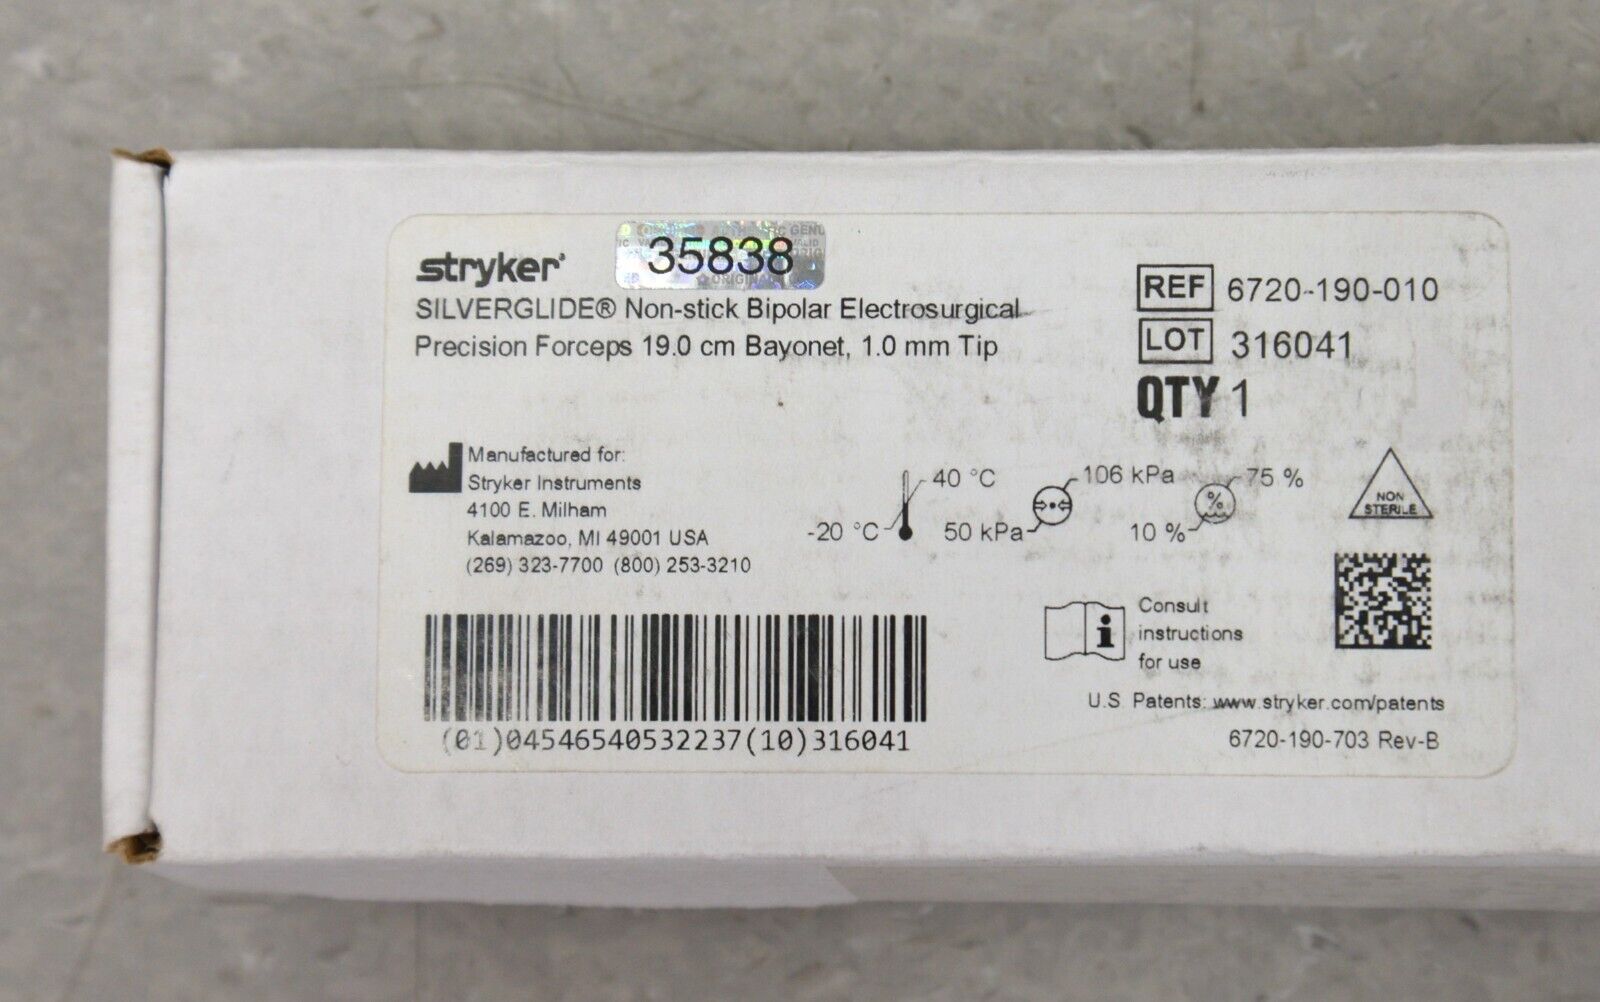 stryker
35838
SILVERGLIDE® Non-stick Bipolar Electrosurgical
Precision Forceps 19.0 cm Bayonet, 1.0 mm Tip
REF 6720-190-010
LOT 316041
QTY 1
Manufactured for:
Stryker Instruments
4100 E. Milham
Kalamazoo, MI 49001 USA
(269) 323-7700 (800) 253-3210
40 °C
-20 °C
106 kPa
50 kPa
75 %
%
10 %
NON
STERILE
Consult
instructions
for use
(01)04546540532237(10)316041
U.S. Patents: www.stryker.com/patents
6720-190-703 Rev-B